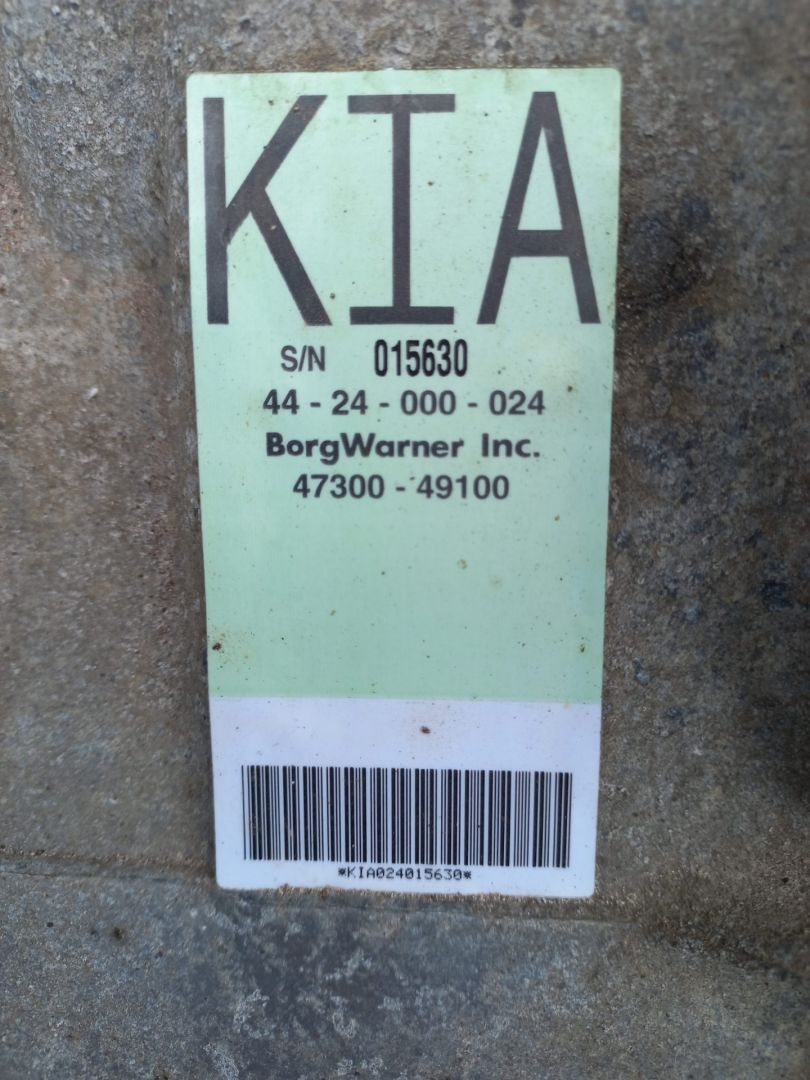 KIA
S/N 015630
44 - 24 - 000 - 024
BorgWarner Inc.
47300 - 49100
*KIA024015630*